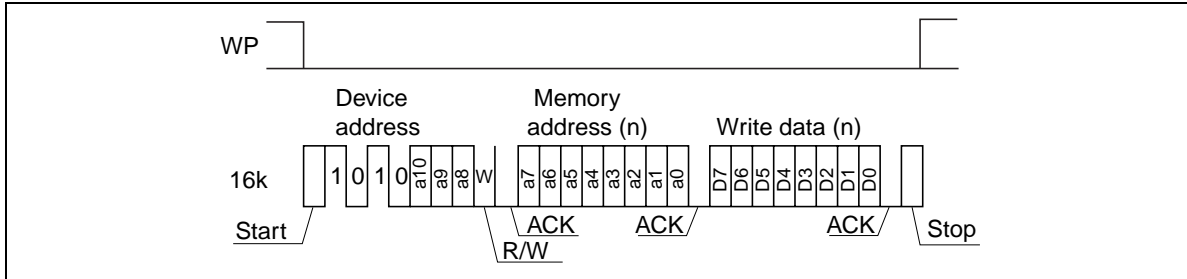 WP
Device address
Memory address (n)
Write data (n)
16k
1 0 1 0 a10 a9 a8 W a7 a6 a5 a4 a3 a2 a1 a0 D7 D6 D5 D4 D3 D2 D1 D0
Start
ACK
ACK
ACK
Stop
R/W